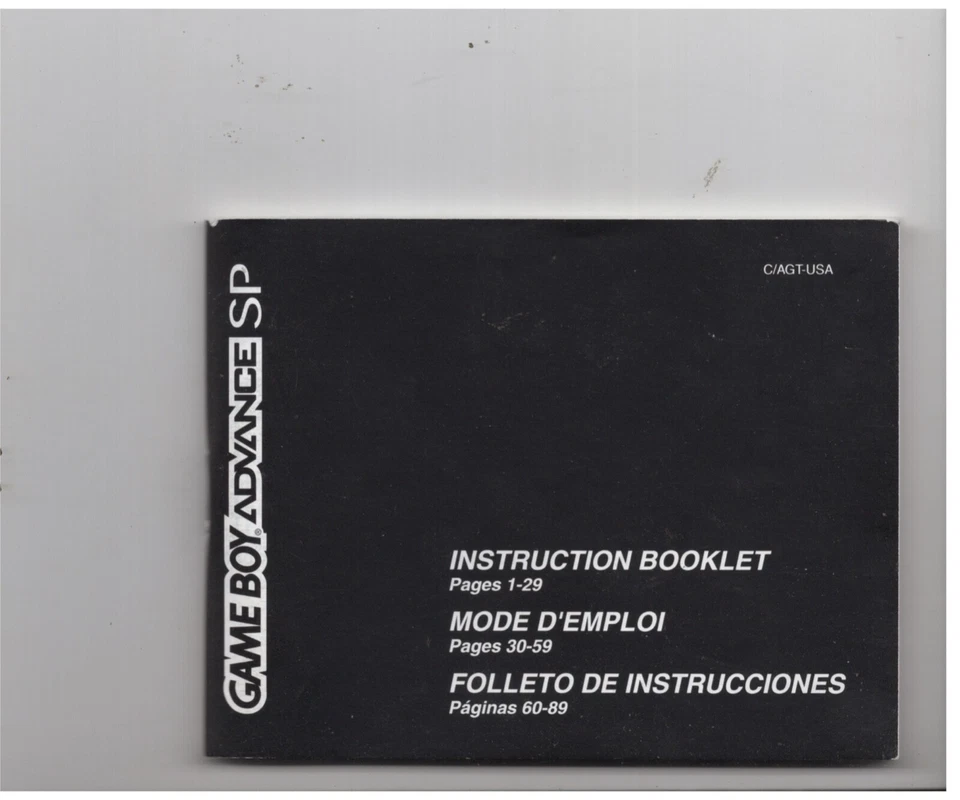 GAME BOY ADVANCE SP
C/AGT-USA
INSTRUCTION BOOKLET
Pages 1-29
MODE D'EMPLOI
Pages 30-59
FOLLETO DE INSTRUCCIONES
Páginas 60-89